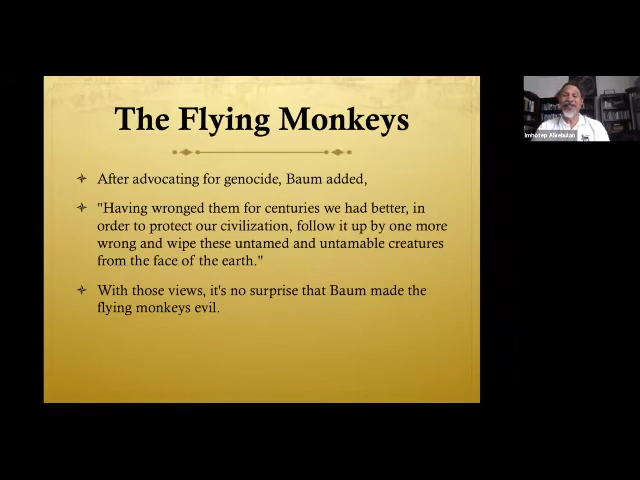 The Flying Monkeys
After advocating for genocide, Baum added,
"Having wronged them for centuries we had better, in
order to protect our civilization, follow it up by one more
wrong and wipe these untamed and untamable creatures
from the face of the earth."
With those views, it's no surprise that Baum made the
flying monkeys evil.
Imhotep Alkebulan